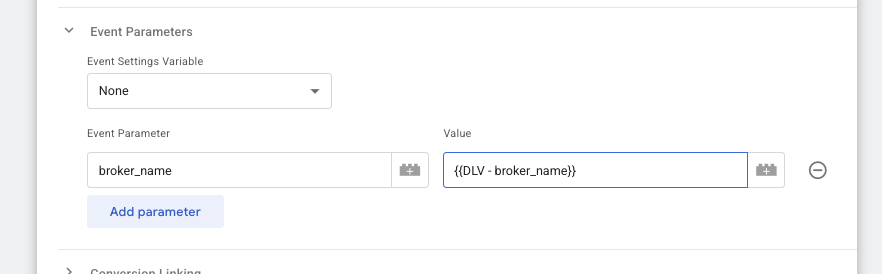 Event Parameters
Event Settings Variable
None
Event Parameter
Value
broker_name
{{DLV - broker_name}}
Add parameter
Conversion Linking